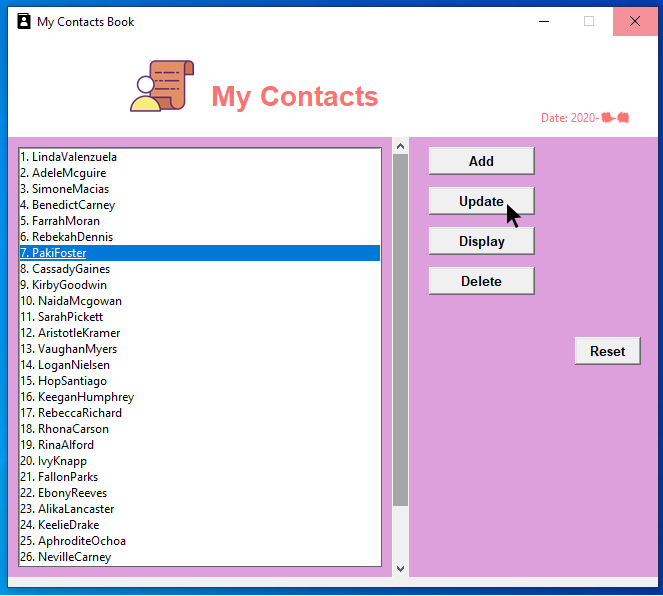 My Contacts Book
My Contacts
Date: 2020-
1. LindaValenzuela
2. AdeleMcguire
3. SimoneMacias
4. BenedictCarney
5. FarrahMoran
6. RebekahDennis
7. PakiFoster
8. CassadyGaines
9. KirbyGoodwin
10. NaidaMcgowan
11. SarahPickett
12. AristotleKramer
13. VaughanMyers
14. LoganNielsen
15. HopSantiago
16. KeeganHumphrey
17. RebeccaRichard
18. RhonaCarson
19. RinaAlford
20. IvyKnapp
21. FallonParks
22. EbonyReeves
23. AlikaLancaster
24. KeelieDrake
25. AphroditeOchoa
26. NevilleCarney
Add
Update
Display
Delete
Reset